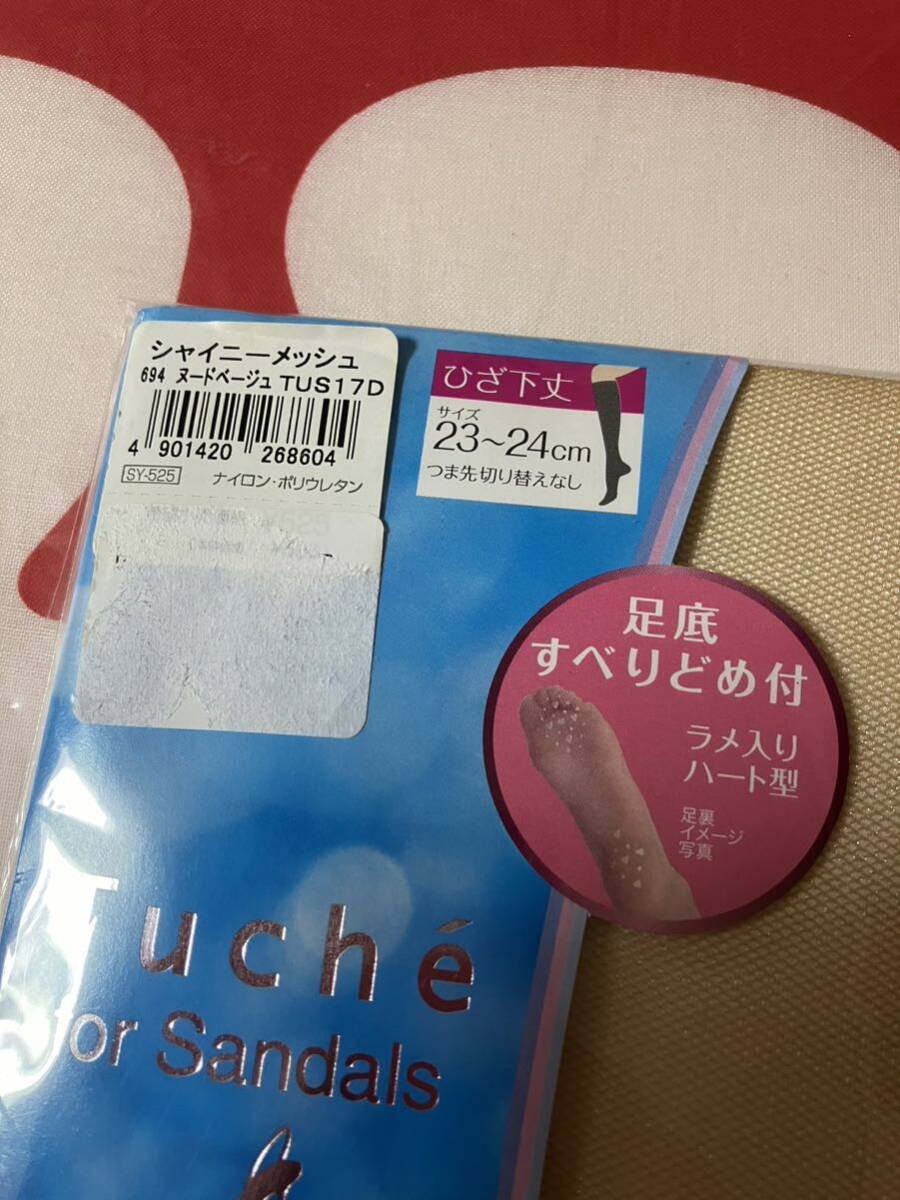 シャイニーメッシュ
694 ヌードベージュ TUS17D
4 901420 268604
SY-525 ナイロン・ポリウレタン
ひざ下丈
サイズ
23~24cm
つま先切り替えなし
足底
すべりどめ付
ラメ入り
ハート型
足裏
イメージ
写真
Tuché
for Sandals